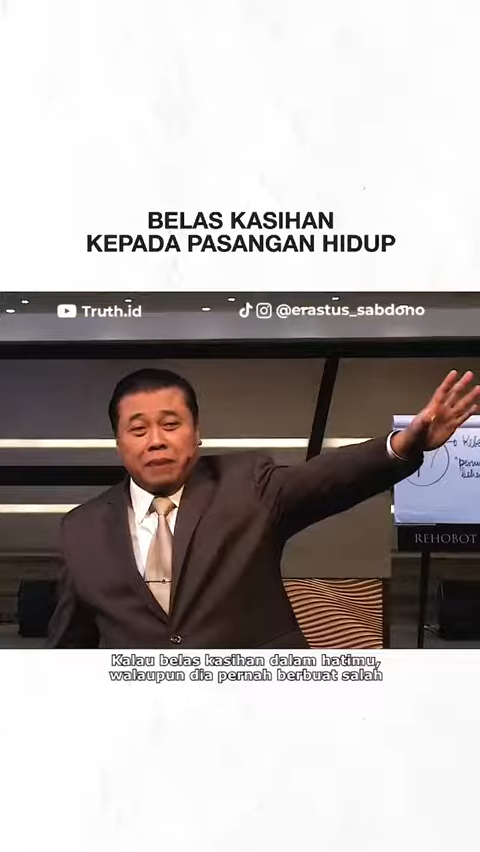 BELAS KASIHAN
KEPADA PASANGAN HIDUP
Truth.id
@erastus_sabdono
REHOBOT
Kalau belas kasihan dalam hatimu,
walaupun dia pernah berbuat salah